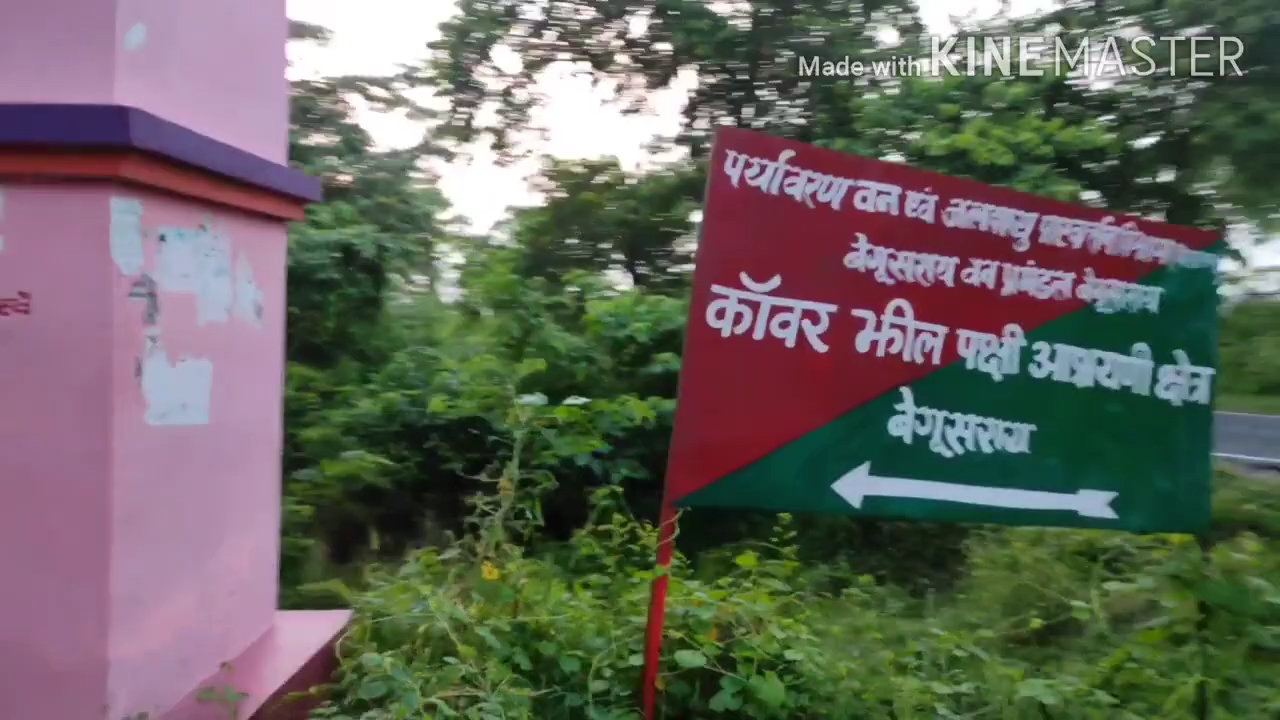 Made with KINEMASTER
पर्यावरण वन एवं जलवायु
बेगूसराय वन प्रमंडल बेगूसराय
कॉवर झील पक्षी आश्रयणी क्षेत्र
बेगूसराय